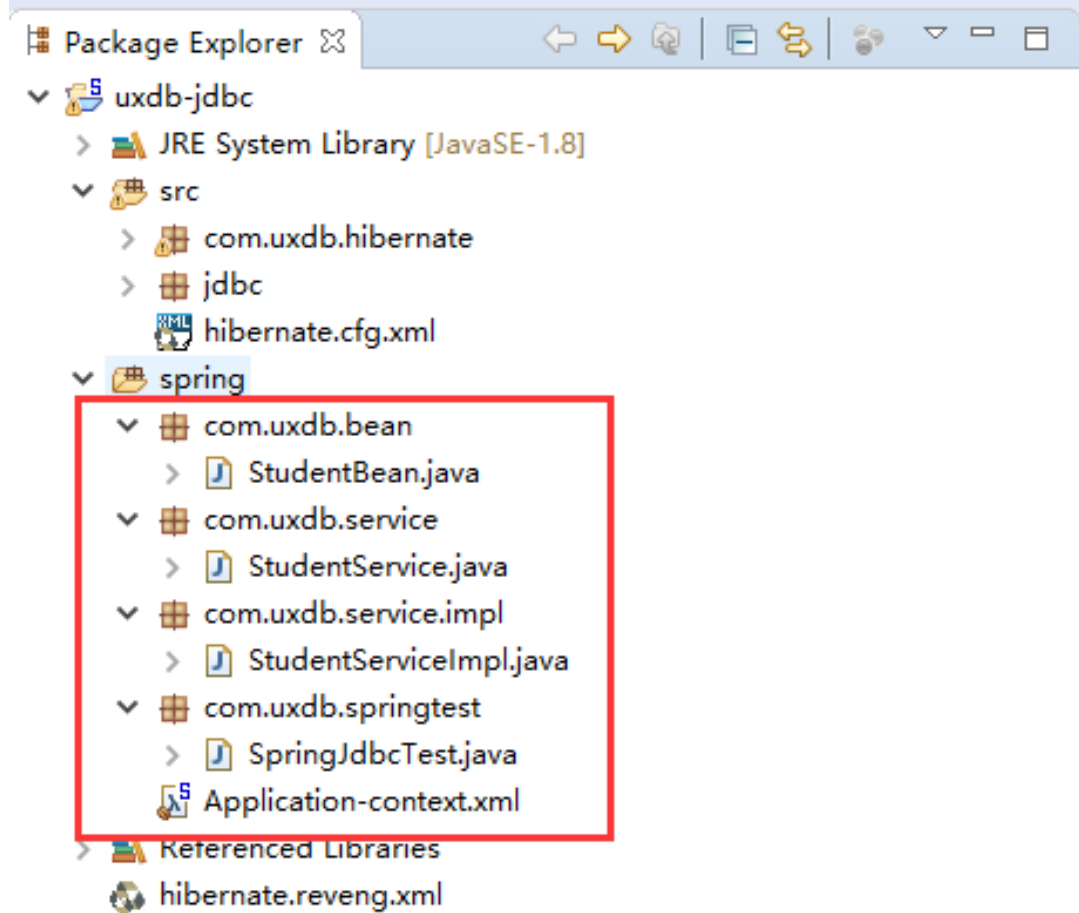 Package Explorer
uxdb-jdbc
JRE System Library [JavaSE-1.8]
src
com.uxdb.hibernate
jdbc
hibernate.cfg.xml
spring
com.uxdb.bean
StudentBean.java
com.uxdb.service
StudentService.java
com.uxdb.service.impl
StudentServiceImpl.java
com.uxdb.springtest
SpringJdbcTest.java
Application-context.xml
Referenced Libraries
hibernate.reveng.xml